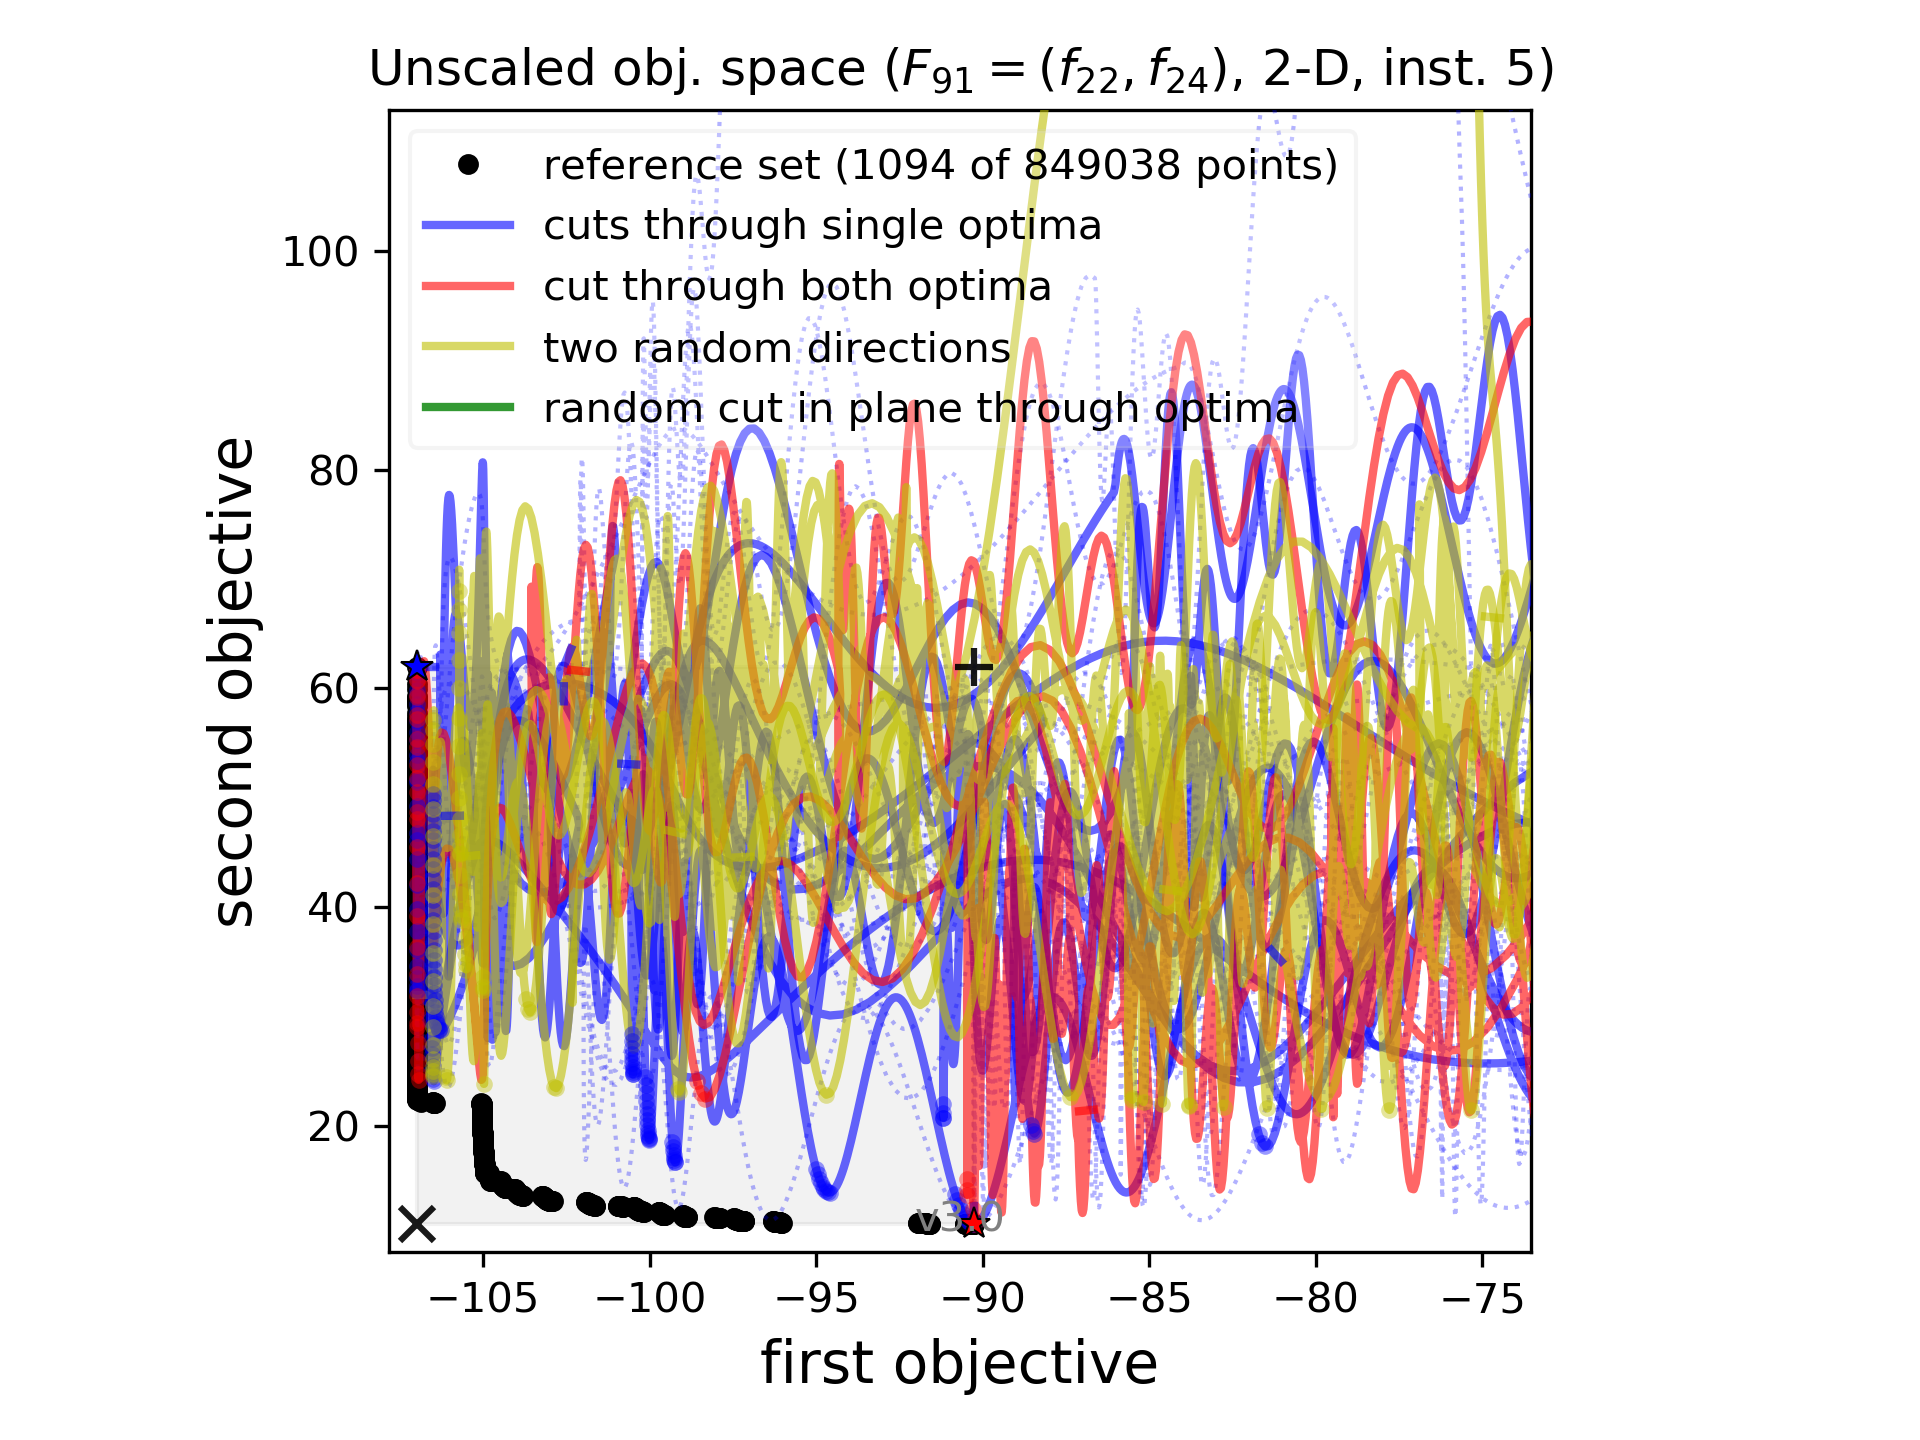 Unscaled obj. space (F₉₁ = (f₂₂, f₂₄), 2-D, inst. 5)
reference set (1094 of 849038 points)
cuts through single optima
cut through both optima
two random directions
random cut in plane through optima
second objective
100
80
60
40
20
v3.0
−105
−100
−95
−90
−85
−80
−75
first objective